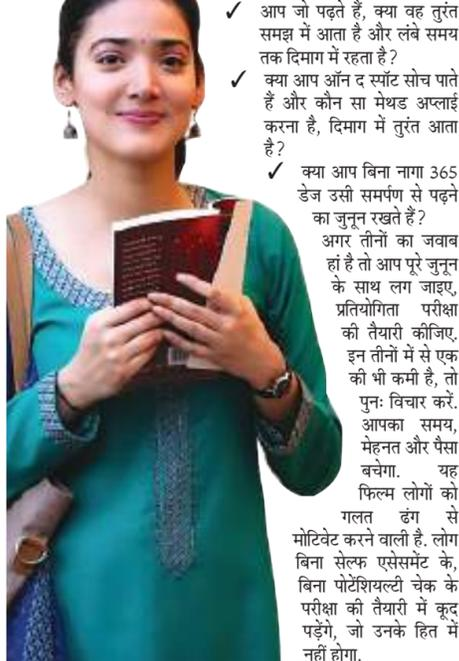 ✓ आप जो पढ़ते हैं, क्या वह तुरंत
समझ में आता है और लंबे समय
तक दिमाग में रहता है?
✓ क्या आप ऑन द स्पॉट सोच पाते
हैं और कौन सा मेथड अप्लाई
करना है, दिमाग में तुरंत आता
है?
✓ क्या आप बिना नागा 365
डेज उसी समर्पण से पढ़ने
का जुनून रखते हैं?
अगर तीनों का जवाब
हां है तो आप पूरे जुनून
के साथ लग जाइए,
प्रतियोगिता परीक्षा
की तैयारी कीजिए.
इन तीनों में से एक
की भी कमी है, तो
पुनः विचार करें.
आपका समय,
मेहनत और पैसा
बचेगा. यह
फिल्म लोगों को
गलत ढंग से
मोटिवेट करने वाली है. लोग
बिना सेल्फ एसेसमेंट के,
बिना पोटेंशियल्टी चेक के
परीक्षा की तैयारी में कूद
पड़ेंगे, जो उनके हित में
नहीं होगा.